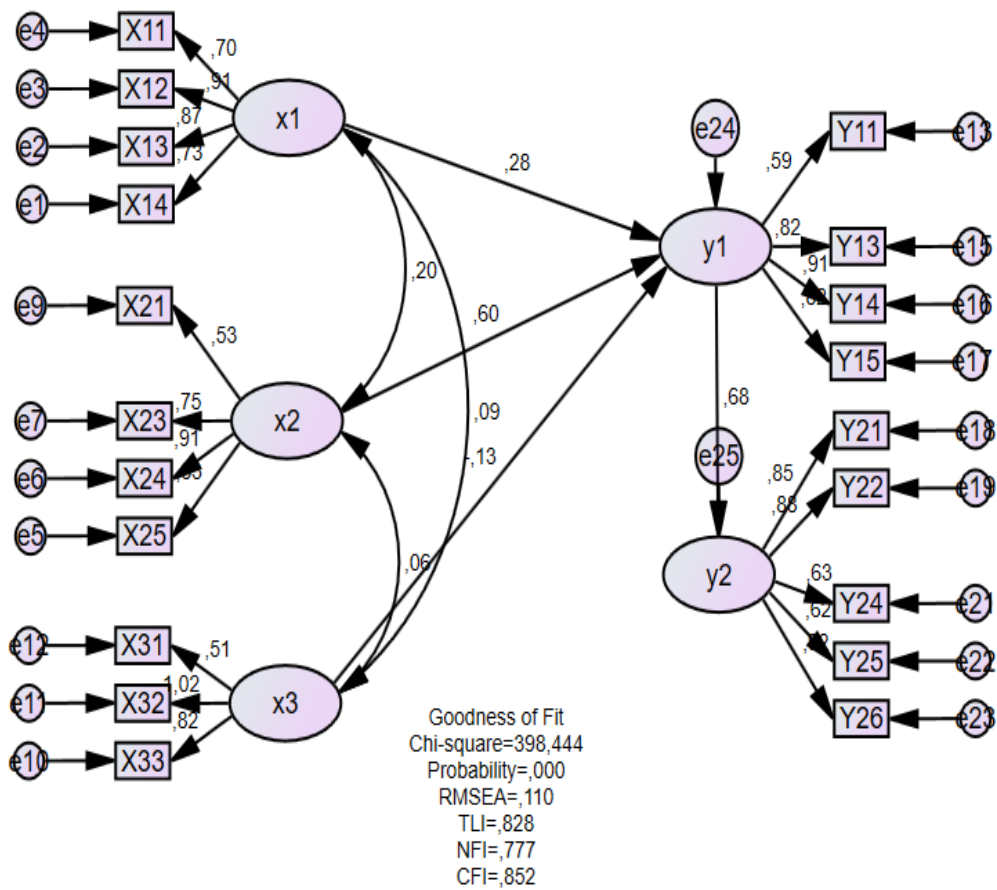 e4
X11
,70
e3
X12
,91
e2
X13
,87
e1
X14
,73
x1
e24
Y11
e13
,59
,28
y1
,82
Y13
e15
,91
Y14
e16
Y15
e17
,20
e9
X21
,53
,60
e7
X23
,75
x2
e6
X24
,91
e5
X25
,68
,09
-,13
e25
Y21
e18
,85
Y22
e19
,88
y2
,63
Y24
e21
,62
Y25
e22
Y26
e23
,06
e12
X31
,51
e11
X32
1,02
x3
e10
X33
,82
Goodness of Fit
Chi-square=398,444
Probability=,000
RMSEA=,110
TLI=,828
NFI=,777
CFI=,852